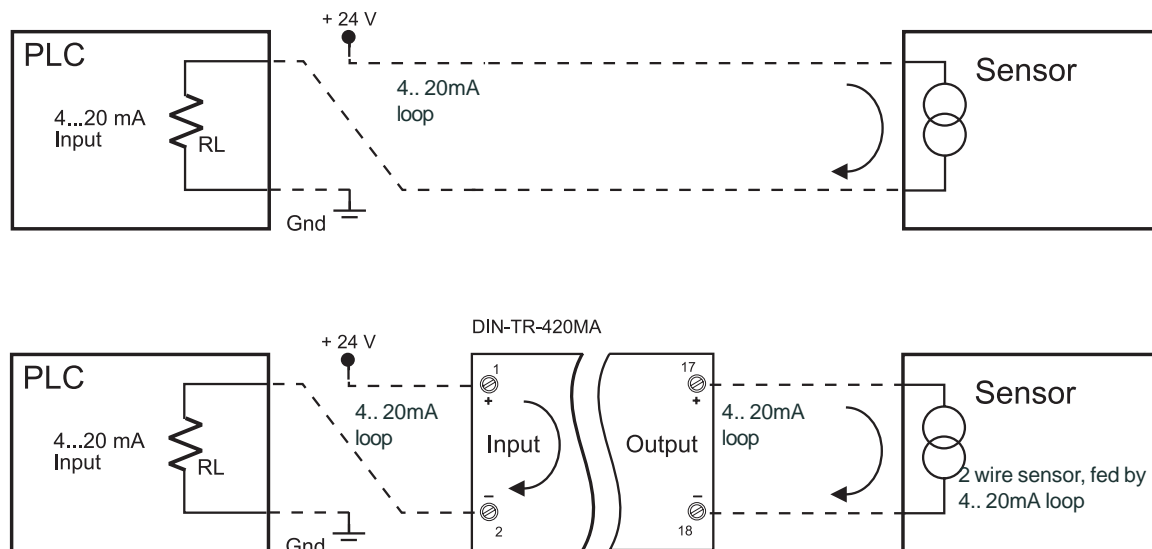 + 24 V
PLC
4...20 mA
Input
RL
Gnd
4.. 20mA
loop
Sensor
DIN-TR-420MA
+ 24 V
PLC
4...20 mA
Input
RL
Gnd
4.. 20mA
loop
1
+
Input
–
2
17
+
Output
–
18
4.. 20mA
loop
Sensor
2 wire sensor, fed by
4.. 20mA loop